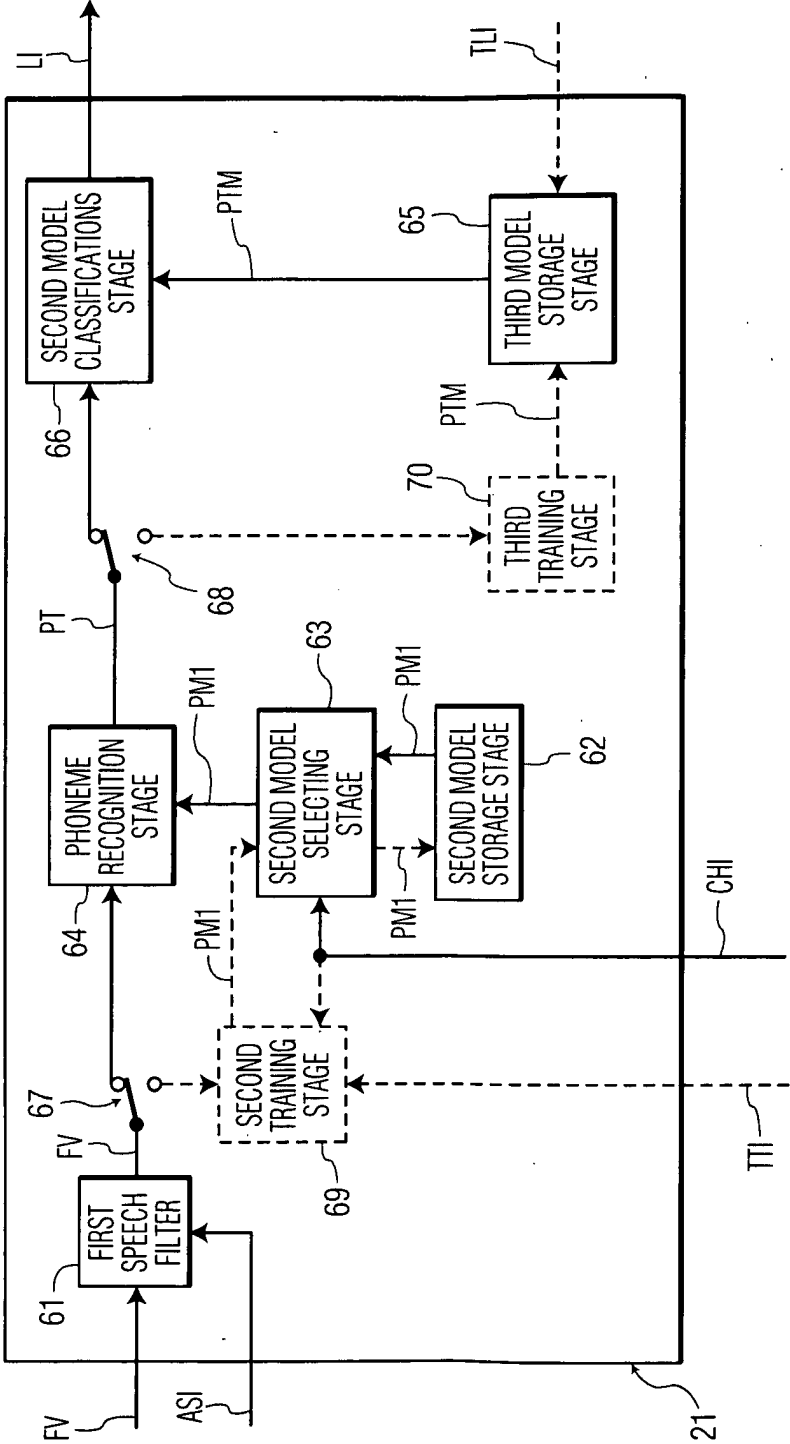 FV
ASI
61
FIRST
SPEECH
FILTER
FV
67
64
PHONEME
RECOGNITION
STAGE
PT
68
66
SECOND MODEL
CLASSIFICATIONS
STAGE
LI
69
SECOND
TRAINING
STAGE
PM1
PM1
63
SECOND MODEL
SELECTING
STAGE
PM1
PM1
SECOND MODEL
STORAGE STAGE
62
70
THIRD
TRAINING
STAGE
PTM
PTM
65
THIRD MODEL
STORAGE
STAGE
TLI
TTI
CHI
21